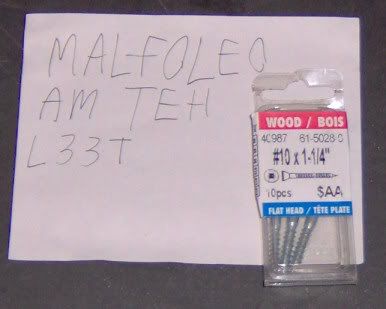 MALFOLEO
AM TEH
L33T
WOOD / BOIS
40987 61-5028-0
#10 x 1-1/4"
10pcs SAA
FLAT HEAD / TÊTE PLATE